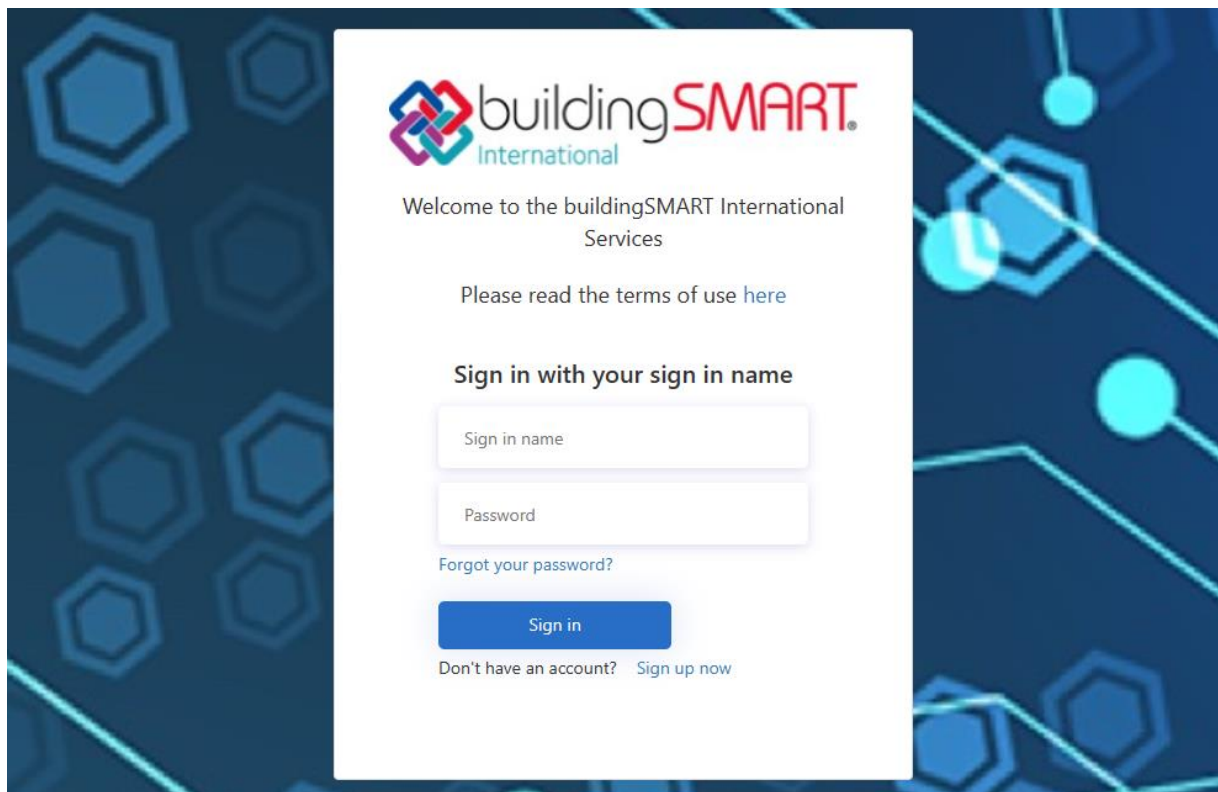 buildingSMART®
International
Welcome to the buildingSMART International
Services
Please read the terms of use here
Sign in with your sign in name
Sign in name
Password
Forgot your password?
Sign in
Don't have an account? Sign up now